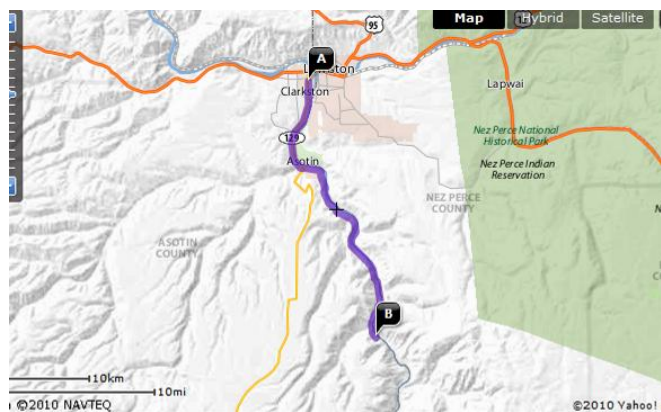 95
Map
Hybrid
Satellite
A
Clarkston
Lapwai
129
Asotin
Nez Perce National
Historical Park
Nez Perce Indian
Reservation
NEZ PERCE
COUNTY
ASOTIN
COUNTY
B
10km
10mi
©2010 NAVTEQ
©2010 Yahoo!